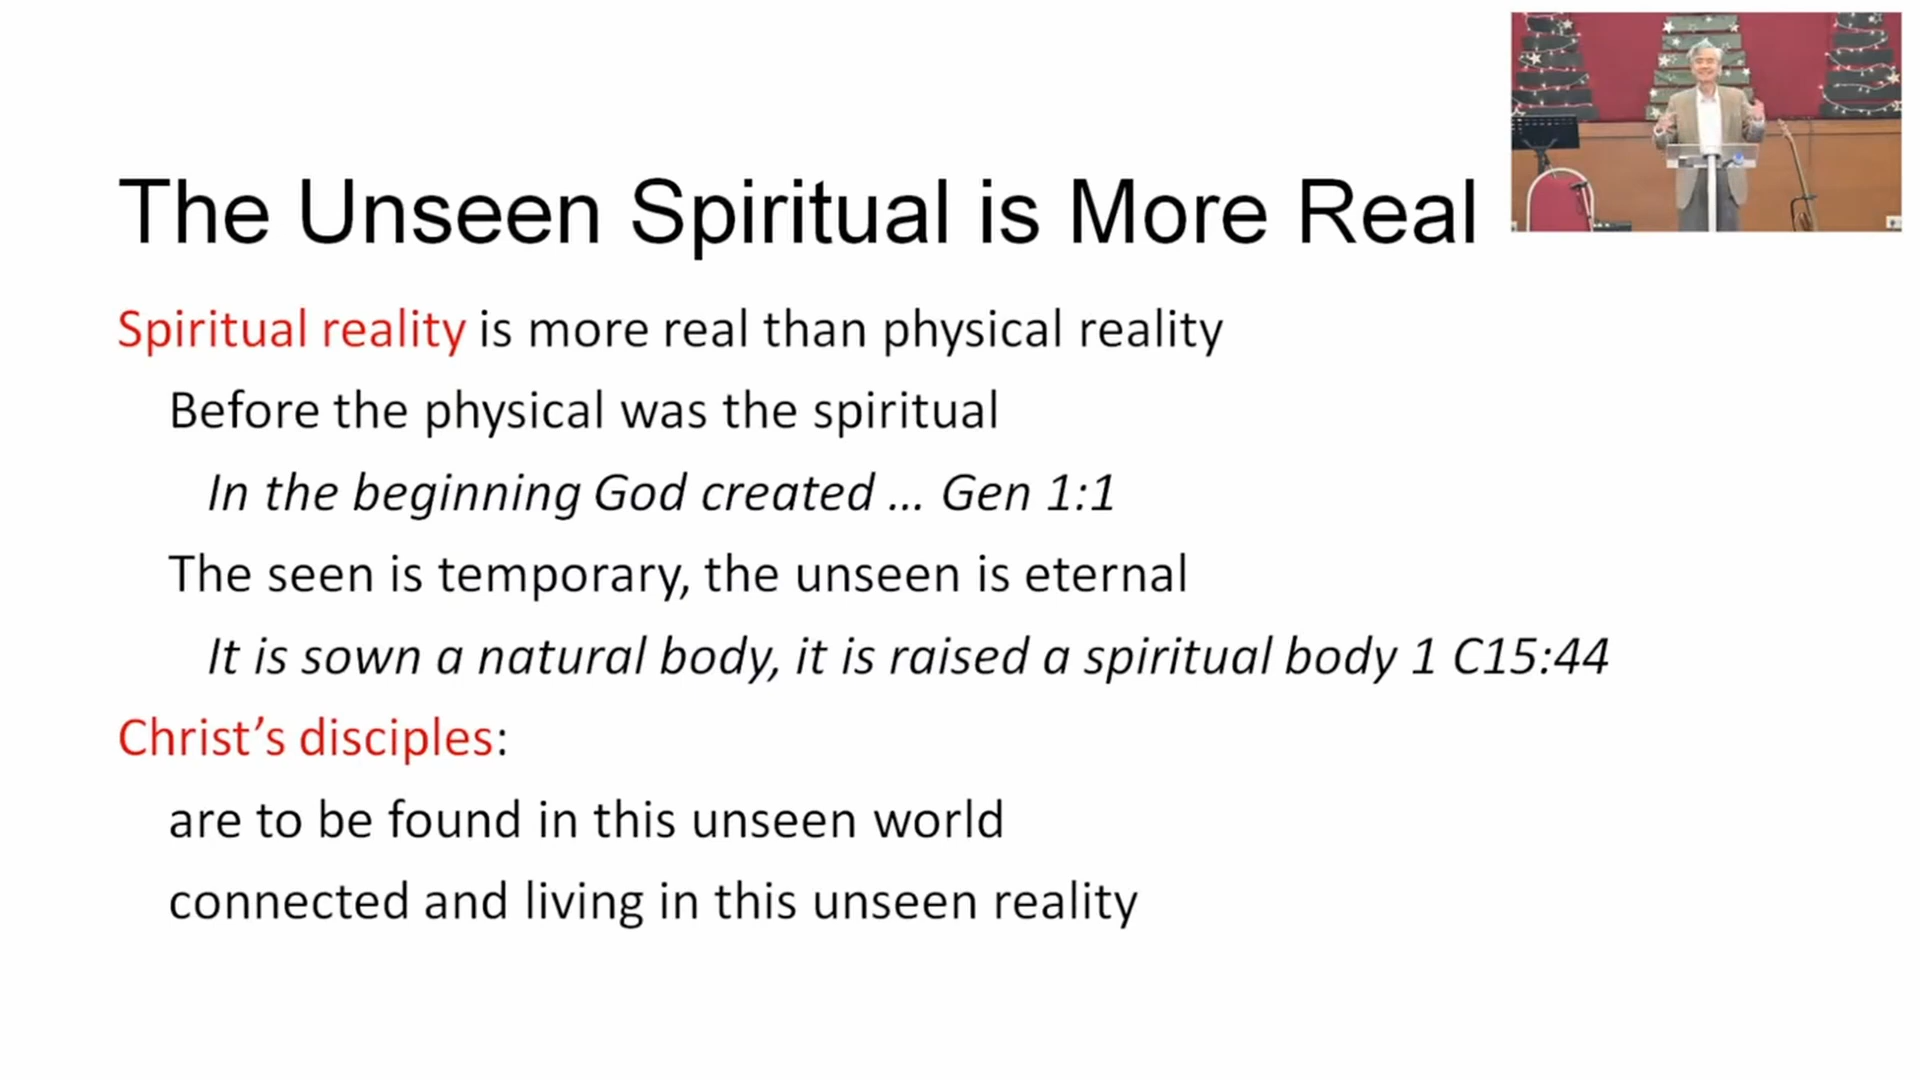 The Unseen Spiritual is More Real
Spiritual reality is more real than physical reality
Before the physical was the spiritual
In the beginning God created ... Gen 1:1
The seen is temporary, the unseen is eternal
It is sown a natural body, it is raised a spiritual body 1 C15:44
Christ’s disciples:
are to be found in this unseen world
connected and living in this unseen reality